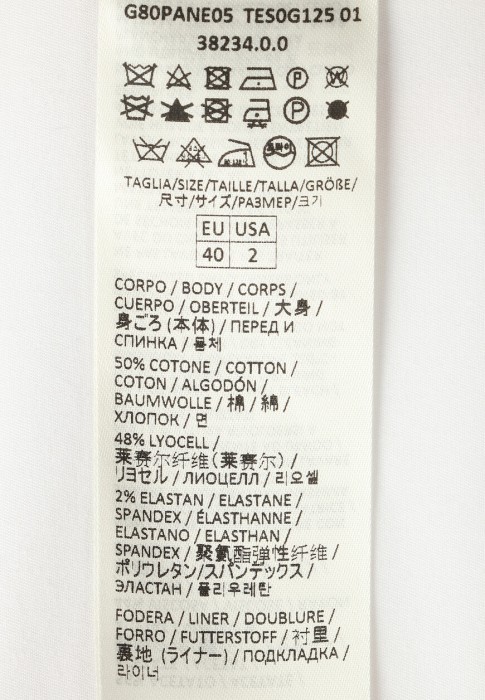 G80PANE05 TES0G125 01
38234.0.0
TAGLIA/SIZE/TAILLE/TALLA/GRÖßE/
尺寸/サイズ/РАЗМЕР/크기
EU USA
40 2
CORPO / BODY / CORPS /
CUERPO / OBERTEIL / 大身 /
身ごろ (本体) / ПЕРЕД И
СПИНКА / 몸체
50% COTONE / COTTON /
COTON / ALGODÓN /
BAUMWOLLE / 棉 / 綿 /
ХЛОПОК / 면
48% LYOCELL /
莱赛尔纤维(莱赛尔) /
リヨセル / ЛИОЦЕЛЛ / 리오셀
2% ELASTAN / ELASTANE /
SPANDEX / ÉLASTHANNE /
ELASTANO / ELASTHAN /
SPANDEX / 聚氨酯弹性纤维 /
ポリウレタン/スパンデックス /
ЭЛАСТАН / 폴리우레탄
FODERA / LINER / DOUBLURE /
FORRO / FUTTERSTOFF / 衬里 /
裏地 (ライナー) / ПОДКЛАДКА /
라이너